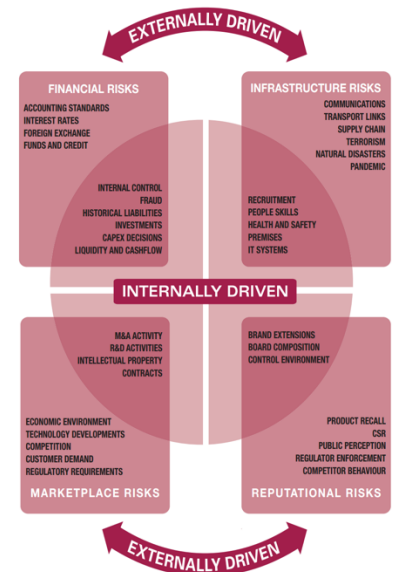 EXTERNALLY DRIVEN
FINANCIAL RISKS
ACCOUNTING STANDARDS
INTEREST RATES
FOREIGN EXCHANGE
FUNDS AND CREDIT
INTERNAL CONTROL
FRAUD
HISTORICAL LIABILITIES
INVESTMENTS
CAPEX DECISIONS
LIQUIDITY AND CASHFLOW
INFRASTRUCTURE RISKS
COMMUNICATIONS
TRANSPORT LINKS
SUPPLY CHAIN
TERRORISM
NATURAL DISASTERS
PANDEMIC
RECRUITMENT
PEOPLE SKILLS
HEALTH AND SAFETY
PREMISES
IT SYSTEMS
INTERNALLY DRIVEN
M&A ACTIVITY
R&D ACTIVITIES
INTELLECTUAL PROPERTY
CONTRACTS
ECONOMIC ENVIRONMENT
TECHNOLOGY DEVELOPMENTS
COMPETITION
CUSTOMER DEMAND
REGULATORY REQUIREMENTS
MARKETPLACE RISKS
BRAND EXTENSIONS
BOARD COMPOSITION
CONTROL ENVIRONMENT
PRODUCT RECALL
CSR
PUBLIC PERCEPTION
REGULATOR ENFORCEMENT
COMPETITOR BEHAVIOUR
REPUTATIONAL RISKS
EXTERNALLY DRIVEN